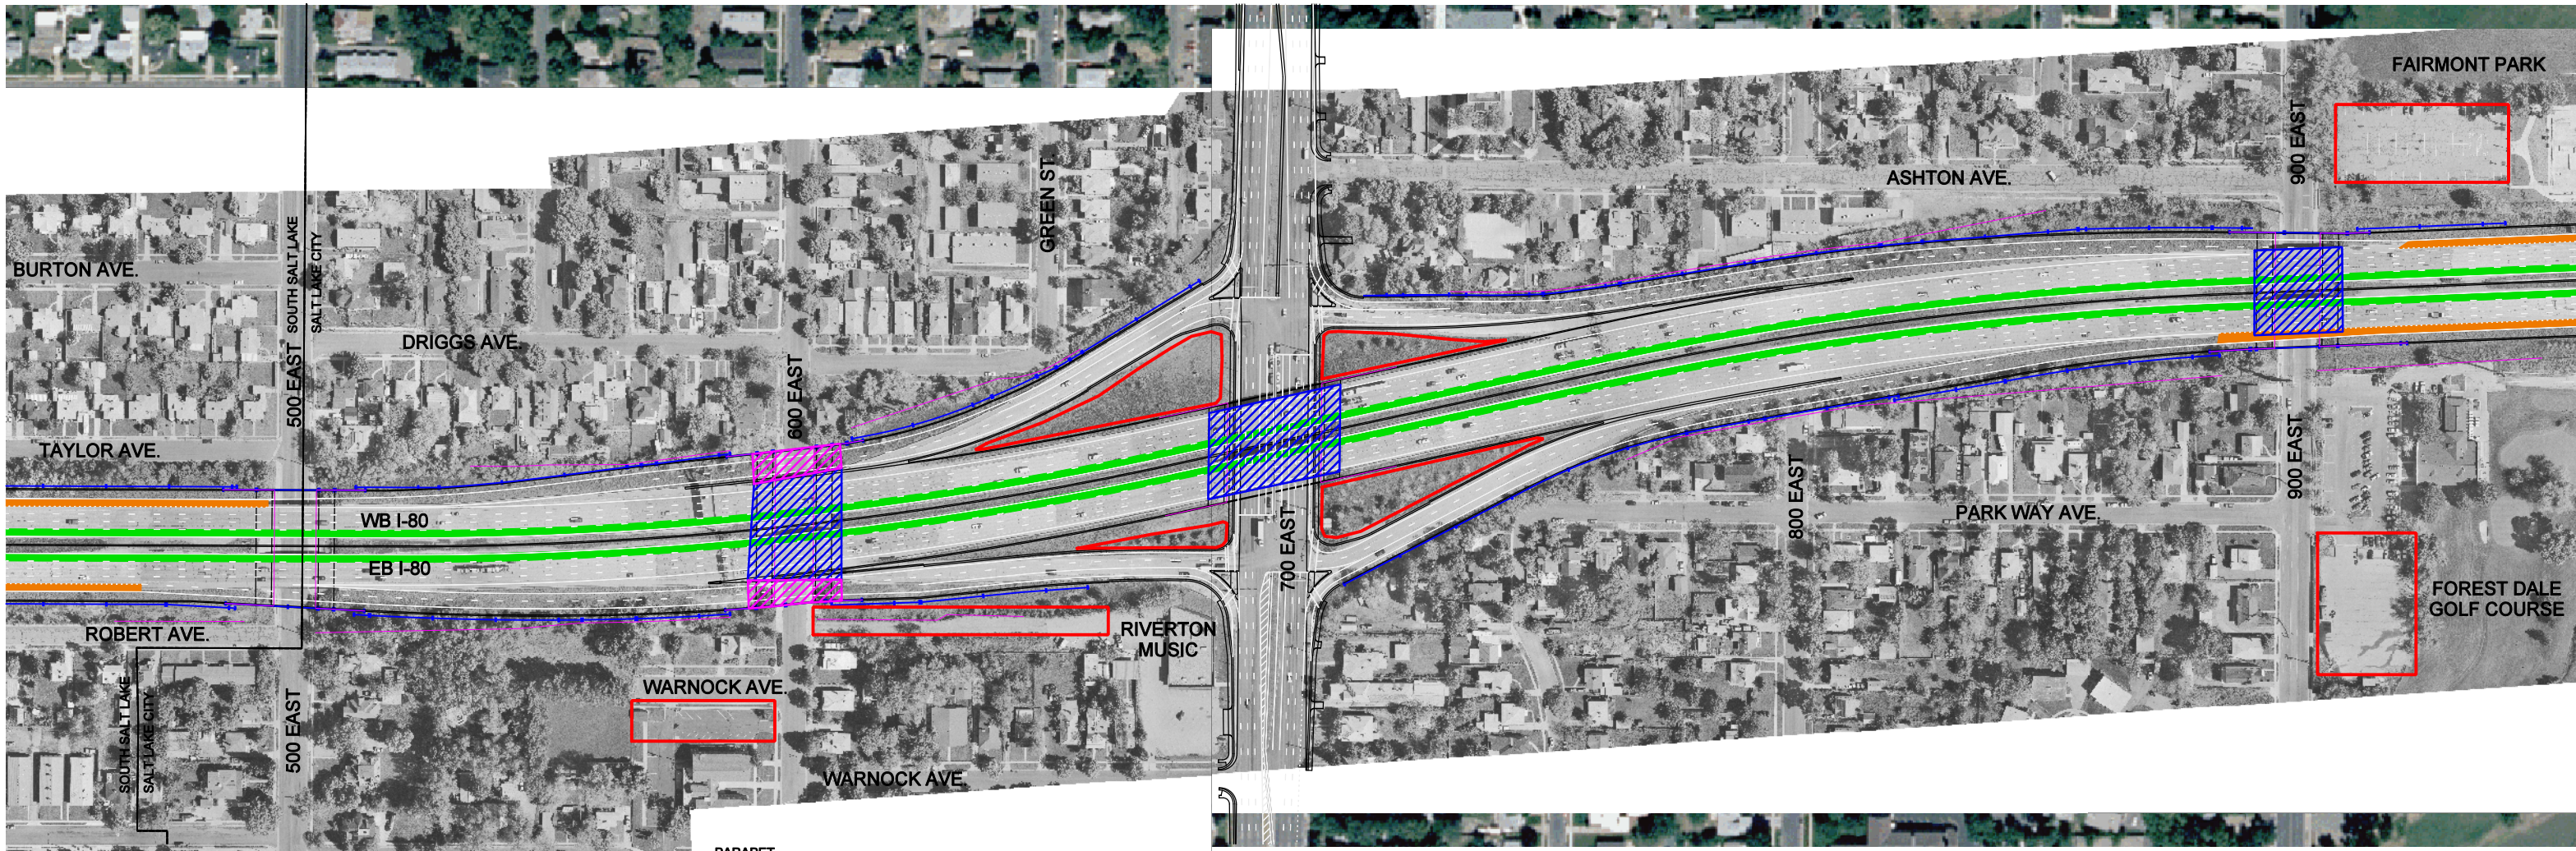 FAIRMONT PARK
900 EAST
ASHTON AVE.
GREEN ST.
SOUTH SALT LAKE
SALT LAKE CITY
BURTON AVE.
DRIGGS AVE.
500 EAST
600 EAST
TAYLOR AVE.
WB I-80
EB I-80
700 EAST
800 EAST
900 EAST
PARK WAY AVE.
FOREST DALE
GOLF COURSE
ROBERT AVE.
RIVERTON
MUSIC
SOUTH SALT LAKE
SALT LAKE CITY
500 EAST
WARNOCK AVE.
WARNOCK AVE.
PARAPET